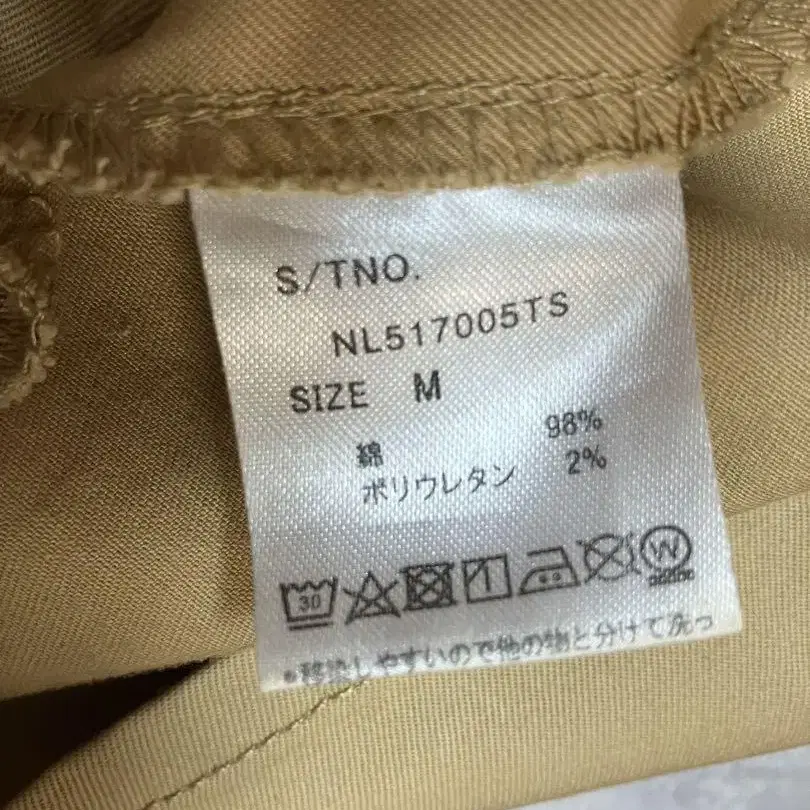 S/TNO.
NL517005TS
SIZE M
綿 98%
ポリウレタン 2%
30
W
•移染しやすいので他の物と分けて洗っ